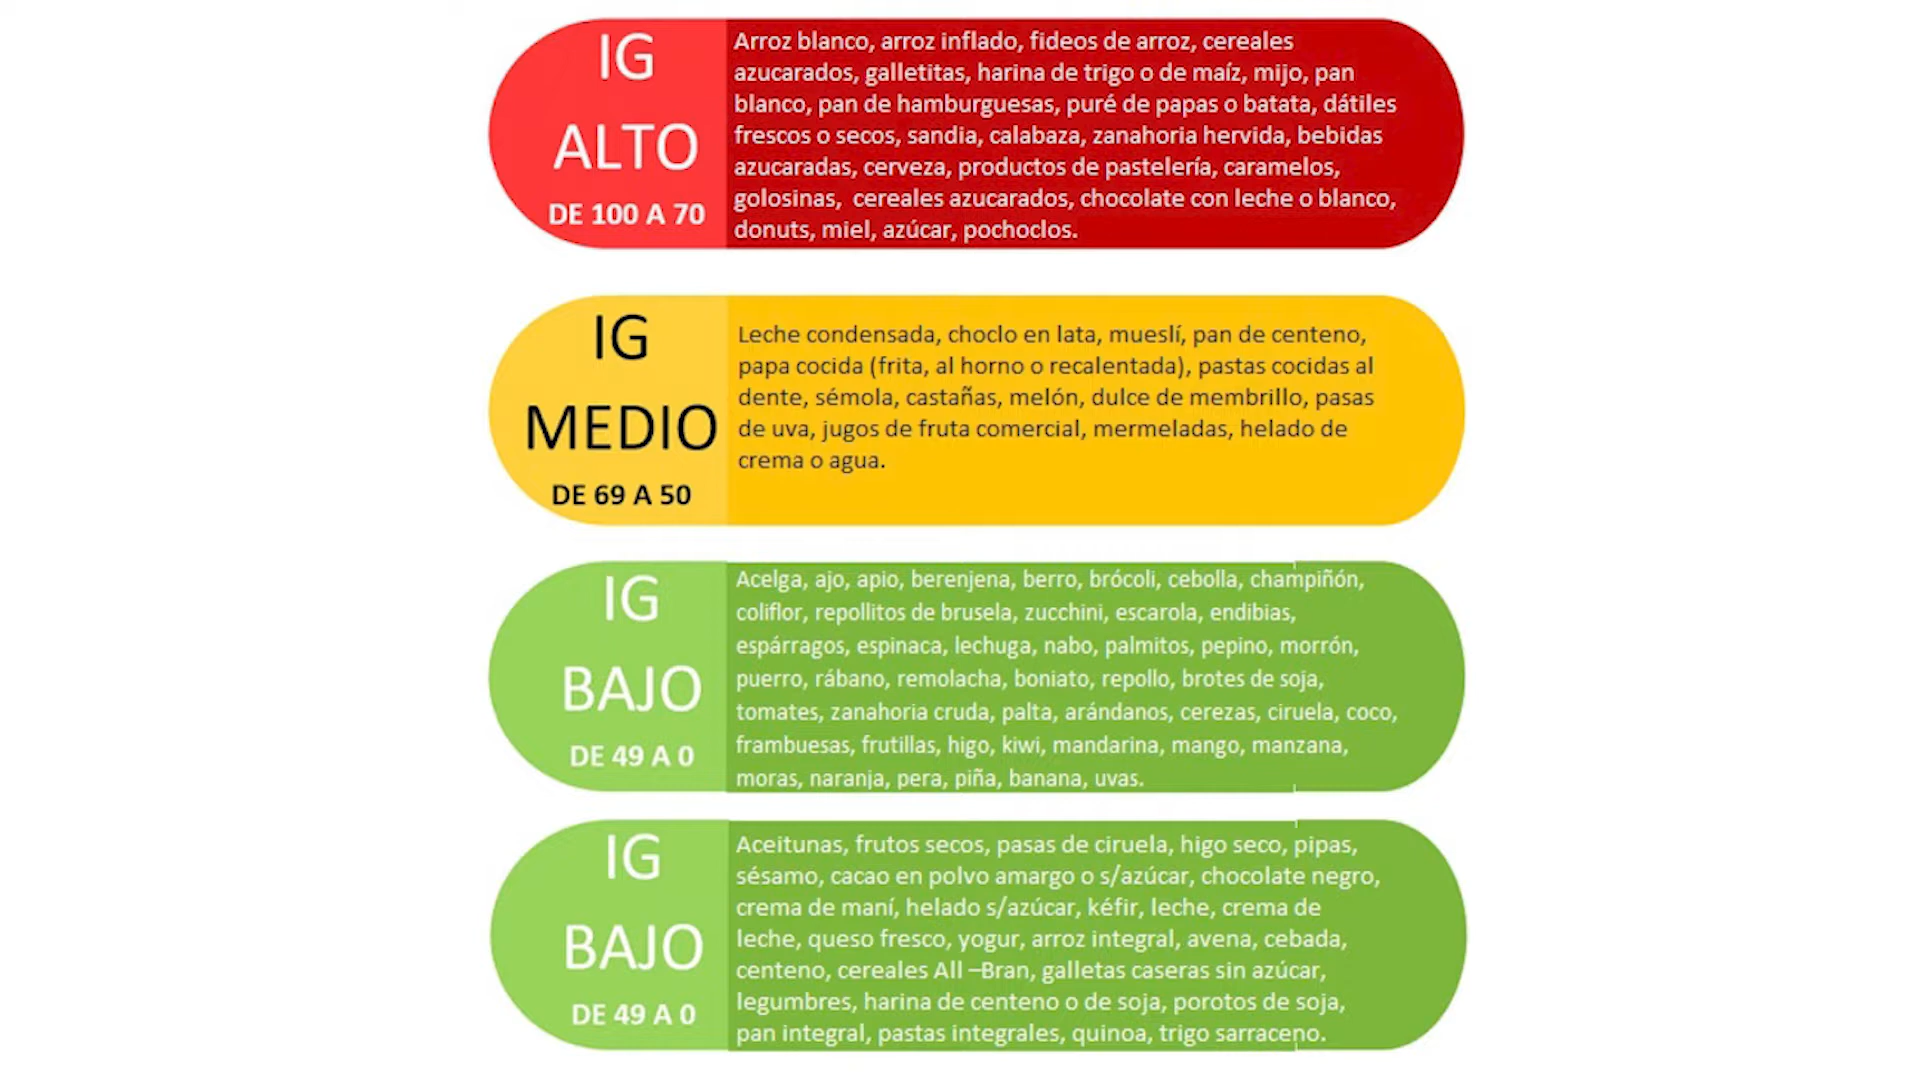 IG
ALTO
DE 100 A 70
Arroz blanco, arroz inflado, fideos de arroz, cereales
azucarados, galletitas, harina de trigo o de maíz, mijo, pan
blanco, pan de hamburguesas, puré de papas o batata, dátiles
frescos o secos, sandia, calabaza, zanahoria hervida, bebidas
azucaradas, cerveza, productos de pastelería, caramelos,
golosinas, cereales azucarados, chocolate con leche o blanco,
donuts, miel, azúcar, pochoclos.
IG
MEDIO
DE 69 A 50
Leche condensada, choclo en lata, mueslí, pan de centeno,
papa cocida (frita, al horno o recalentada), pastas cocidas al
dente, sémola, castañas, melón, dulce de membrillo, pasas
de uva, jugos de fruta comercial, mermeladas, helado de
crema o agua.
IG
BAJO
DE 49 A 0
Acelga, ajo, apio, berenjena, berro, brócoli, cebolla, champiñón,
coliflor, repollitos de brusela, zucchini, escarola, endibias,
espárragos, espinaca, lechuga, nabo, palmitos, pepino, morrón,
puerro, rábano, remolacha, boniato, repollo, brotes de soja,
tomates, zanahoria cruda, palta, arándanos, cerezas, ciruela, coco,
frambuesas, frutillas, higo, kiwi, mandarina, mango, manzana,
moras, naranja, pera, piña, banana, uvas.
IG
BAJO
DE 49 A 0
Aceitunas, frutos secos, pasas de ciruela, higo seco, pipas,
sésamo, cacao en polvo amargo o s/azúcar, chocolate negro,
crema de maní, helado s/azúcar, kéfir, leche, crema de
leche, queso fresco, yogur, arroz integral, avena, cebada,
centeno, cereales All –Bran, galletas caseras sin azúcar,
legumbres, harina de centeno o de soja, porotos de soja,
pan integral, pastas integrales, quinoa, trigo sarraceno.